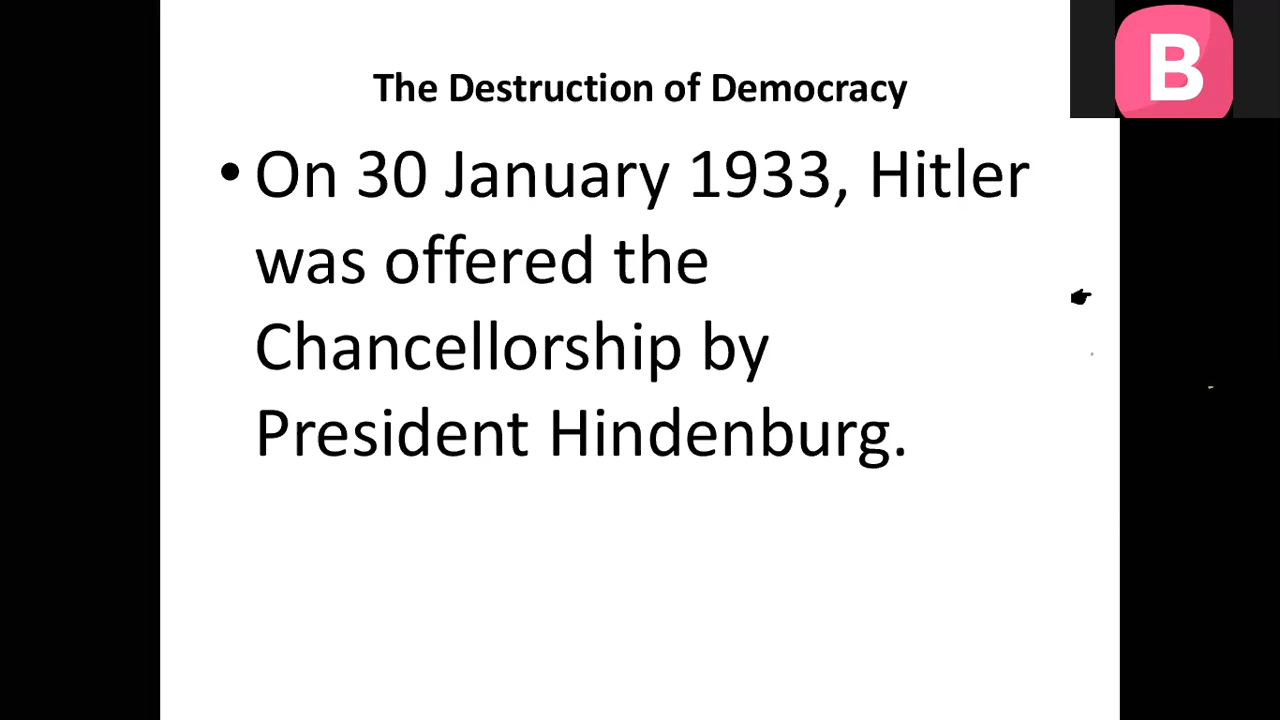 B
The Destruction of Democracy
• On 30 January 1933, Hitler
was offered the
Chancellorship by
President Hindenburg.